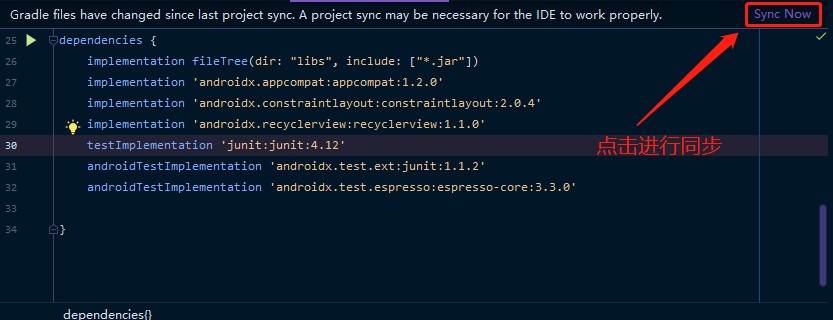 Gradle files have changed since last project sync. A project sync may be necessary for the IDE to work properly. Sync Now
25 dependencies {
26 implementation fileTree(dir: "libs", include: ["*.jar"])
27 implementation 'androidx.appcompat:appcompat:1.2.0'
28 implementation 'androidx.constraintlayout:constraintlayout:2.0.4'
29 implementation 'androidx.recyclerview:recyclerview:1.1.0'
30 testImplementation 'junit:junit:4.12'
点击进行同步
31 androidTestImplementation 'androidx.test.ext:junit:1.1.2'
32 androidTestImplementation 'androidx.test.espresso:espresso-core:3.3.0'
33
34 }
dependencies{}